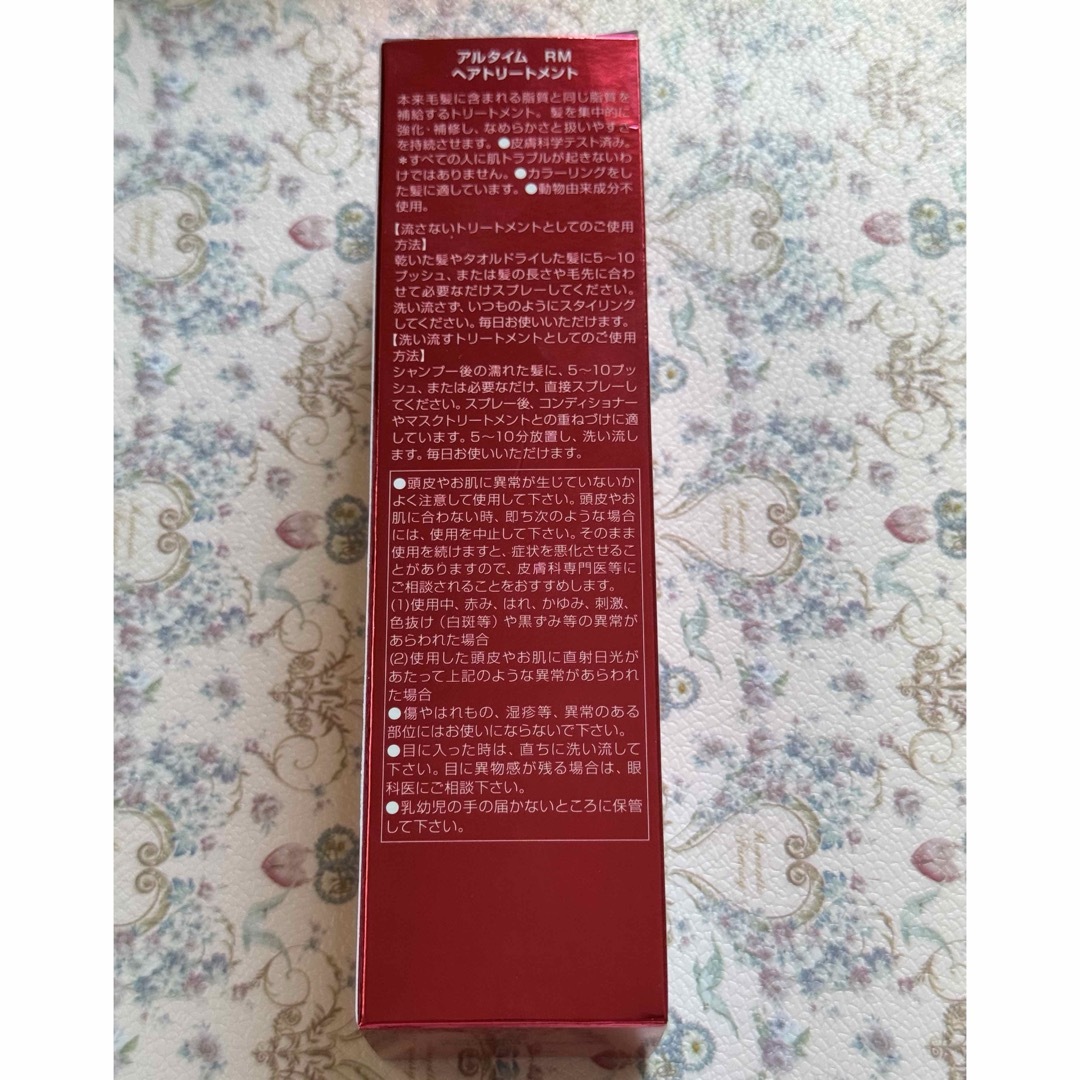 アルタイム RM
ヘアトリートメント
本来毛髪に含まれる脂質と同じ脂質を
補給するトリートメント。髪を集中的に
強化・補修し、なめらかさと扱いやすさ
を持続させます。●皮膚科学テスト済み。
＊すべての人に肌トラブルが起きないわ
けではありません。●カラーリングをし
た髪に適しています。●動物由来成分不
使用。
【流さないトリートメントとしてのご使用
方法】
乾いた髪やタオルドライした髪に5〜10
プッシュ、または髪の長さや毛先に合わ
せて必要なだけスプレーしてください。
洗い流さず、いつものようにスタイリング
してください。毎日お使いいただけます。
【洗い流すトリートメントとしてのご使用
方法】
シャンプー後の濡れた髪に、5〜10プッ
シュ、または必要なだけ、直接スプレーし
てください。スプレー後、コンディショナー
やマスクトリートメントとの重ねづけに適
しています。5〜10分放置し、洗い流し
ます。毎日お使いいただけます。
●頭皮やお肌に異常が生じていないか
よく注意して使用して下さい。頭皮やお
肌に合わない時、即ち次のような場合
には、使用を中止して下さい。そのまま
使用を続けますと、症状を悪化させるこ
とがありますので、皮膚科専門医等に
ご相談されることをおすすめします。
(1)使用中、赤み、はれ、かゆみ、刺激、
色抜け（白斑等）や黒ずみ等の異常が
あらわれた場合
(2)使用した頭皮やお肌に直射日光が
あたって上記のような異常があらわれ
た場合
●傷やはれもの、湿疹等、異常のある
部位にはお使いにならないで下さい。
●目に入った時は、直ちに洗い流して
下さい。目に異物感が残る場合は、眼
科医にご相談下さい。
●乳幼児の手の届かないところに保管
して下さい。